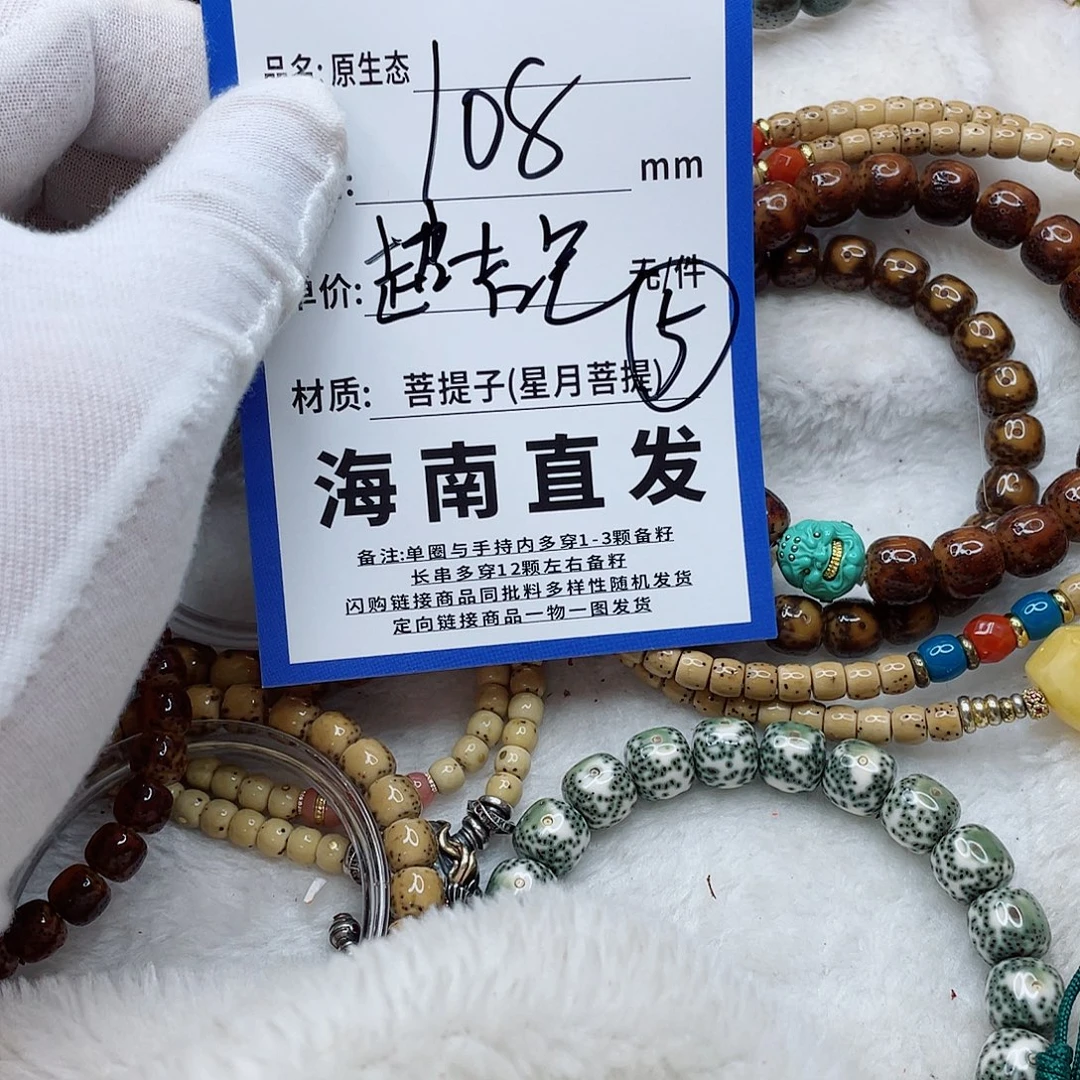 品名: 原生态
108
: mm
单价: 元/件
⑤
材质: 菩提子(星月菩提)
海南直发
备注:单圈与手持内多穿1-3颗备籽
长串多穿12颗左右备籽
闪购链接商品同批料多样性随机发货
定向链接商品一物一图发货